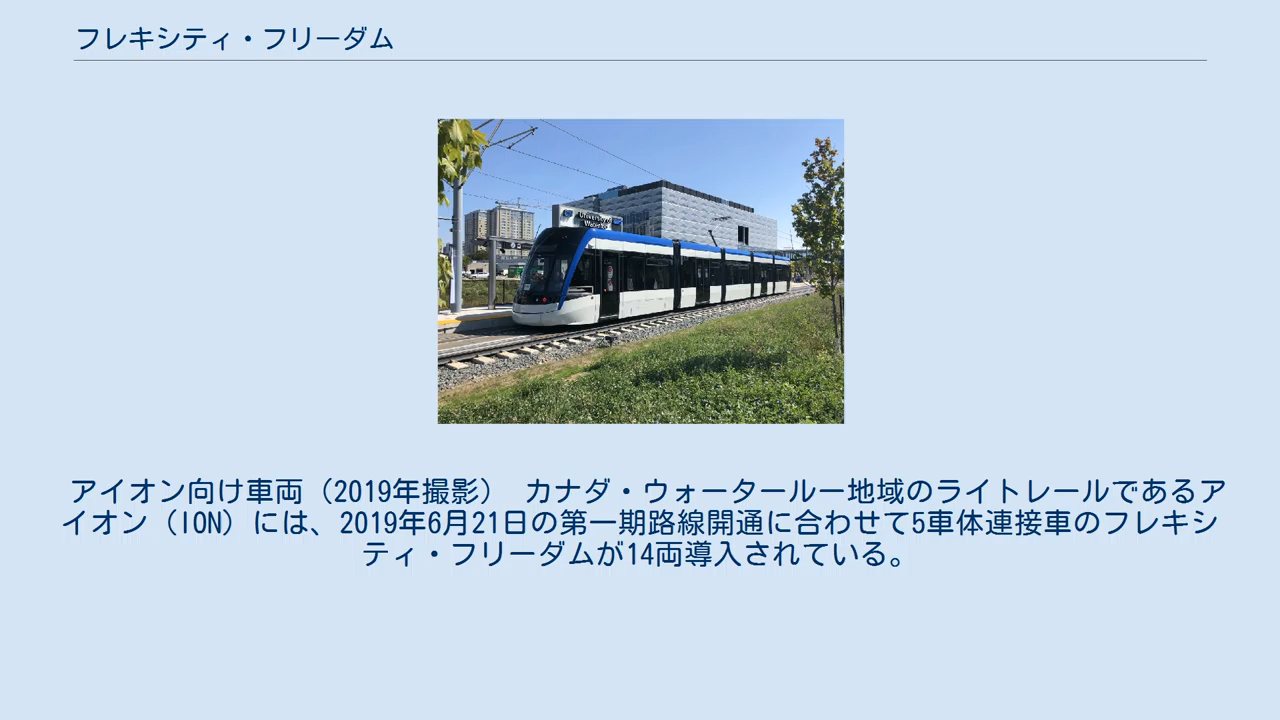 フレキシティ・フリーダム
University of
Waterloo
アイオン向け車両（2019年撮影） カナダ・ウォータールー地域のライトレールであるア
イオン（ION）には、2019年6月21日の第一期路線開通に合わせて5車体連接車のフレキシ
ティ・フリーダムが14両導入されている。